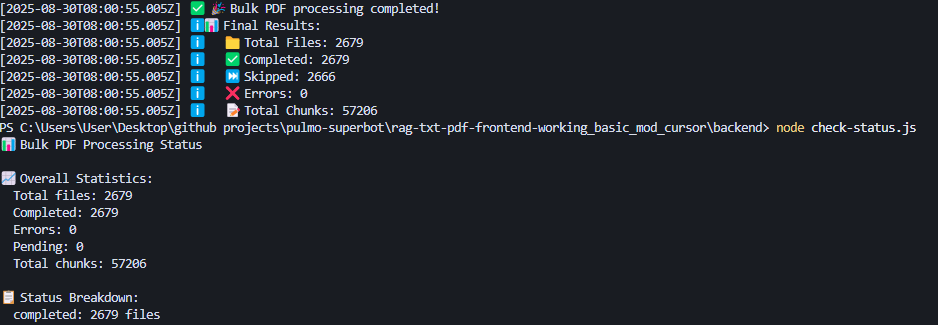 [2025-08-30T08:00:55.005Z] ✅ 🎉 Bulk PDF processing completed!
[2025-08-30T08:00:55.005Z] ℹ️📊 Final Results:
[2025-08-30T08:00:55.005Z] ℹ️ 📁 Total Files: 2679
[2025-08-30T08:00:55.005Z] ℹ️ ✅ Completed: 2679
[2025-08-30T08:00:55.005Z] ℹ️ ⏭️ Skipped: 2666
[2025-08-30T08:00:55.005Z] ℹ️ ❌ Errors: 0
[2025-08-30T08:00:55.005Z] ℹ️ 📝 Total Chunks: 57206
PS C:\Users\User\Desktop\github projects\pulmo-superbot\rag-txt-pdf-frontend-working_basic_mod_cursor\backend> node check-status.js
📊 Bulk PDF Processing Status
📈 Overall Statistics:
Total files: 2679
Completed: 2679
Errors: 0
Pending: 0
Total chunks: 57206
📋 Status Breakdown:
completed: 2679 files